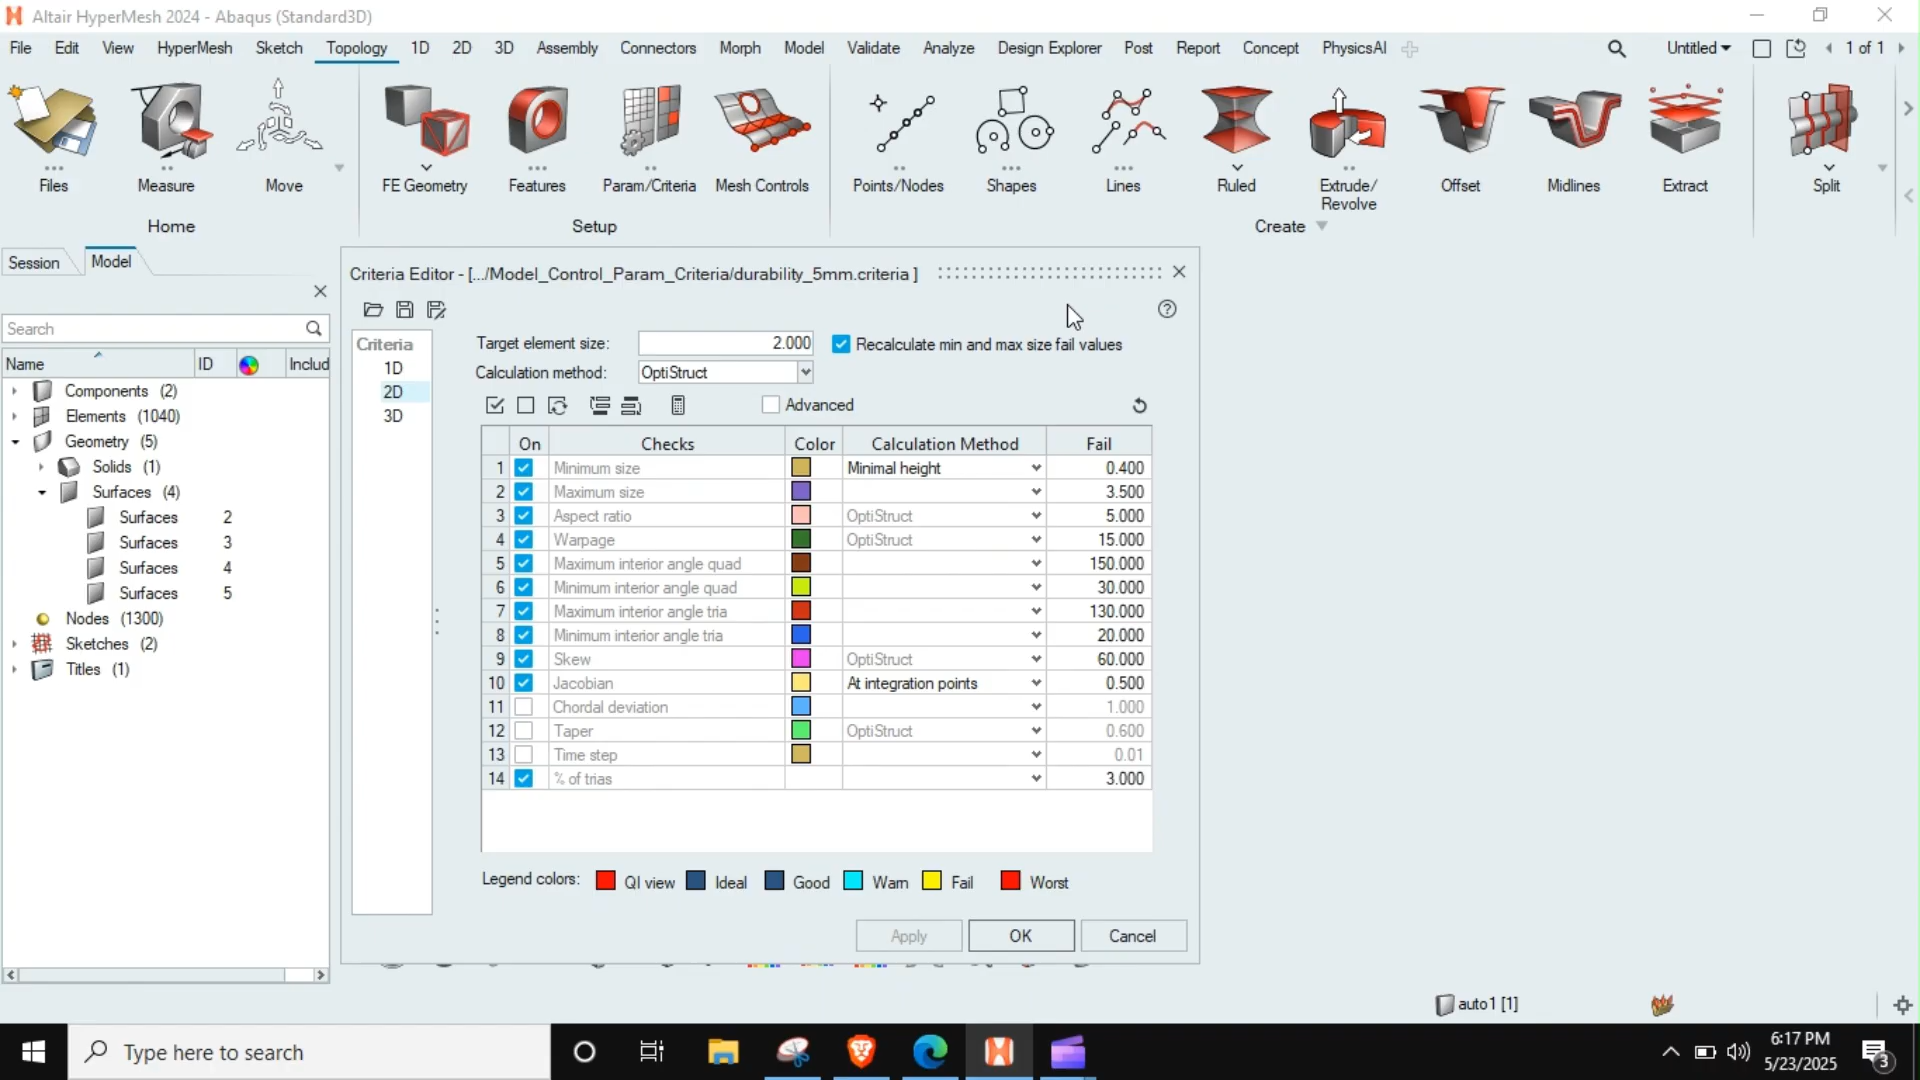 Altair HyperMesh 2024 - Abaqus (Standard3D)
File Edit View HyperMesh Sketch Topology 1D 2D 3D Assembly Connectors Morph Model Validate Analyze Design Explorer Post Report Concept PhysicsAI Untitled 1 of 1
Files Measure Move FE Geometry Features Param/Criteria Mesh Controls Points/Nodes Shapes Lines Ruled Extrude/ Offset Midlines Extract Split
Revolve
Home Setup Create
Session Model
Search
Name ID Includ
Components (2)
Elements (1040)
Geometry (5)
Solids (1)
Surfaces (4)
Surfaces 2
Surfaces 3
Surfaces 4
Surfaces 5
Nodes (1300)
Sketches (2)
Titles (1)
Criteria Editor - [.../Model_Control_Param_Criteria/durability_5mm.criteria ]
Criteria
1D
2D
3D
Target element size: 2.000 Recalculate min and max size fail values
Calculation method: OptiStruct
Advanced
On Checks Color Calculation Method Fail
1 Minimum size Minimal height 0.400
2 Maximum size 3.500
3 Aspect ratio OptiStruct 5.000
4 Warpage OptiStruct 15.000
5 Maximum interior angle quad 150.000
6 Minimum interior angle quad 30.000
7 Maximum interior angle tria 130.000
8 Minimum interior angle tria 20.000
9 Skew OptiStruct 60.000
10 Jacobian At integration points 0.500
11 Chordal deviation 1.000
12 Taper OptiStruct 0.600
13 Time step 0.01
14 % of trias 3.000
Legend colors: QI view Ideal Good Warn Fail Worst
Apply OK Cancel
auto1 [1]
Type here to search
6:17 PM
5/23/2025
3